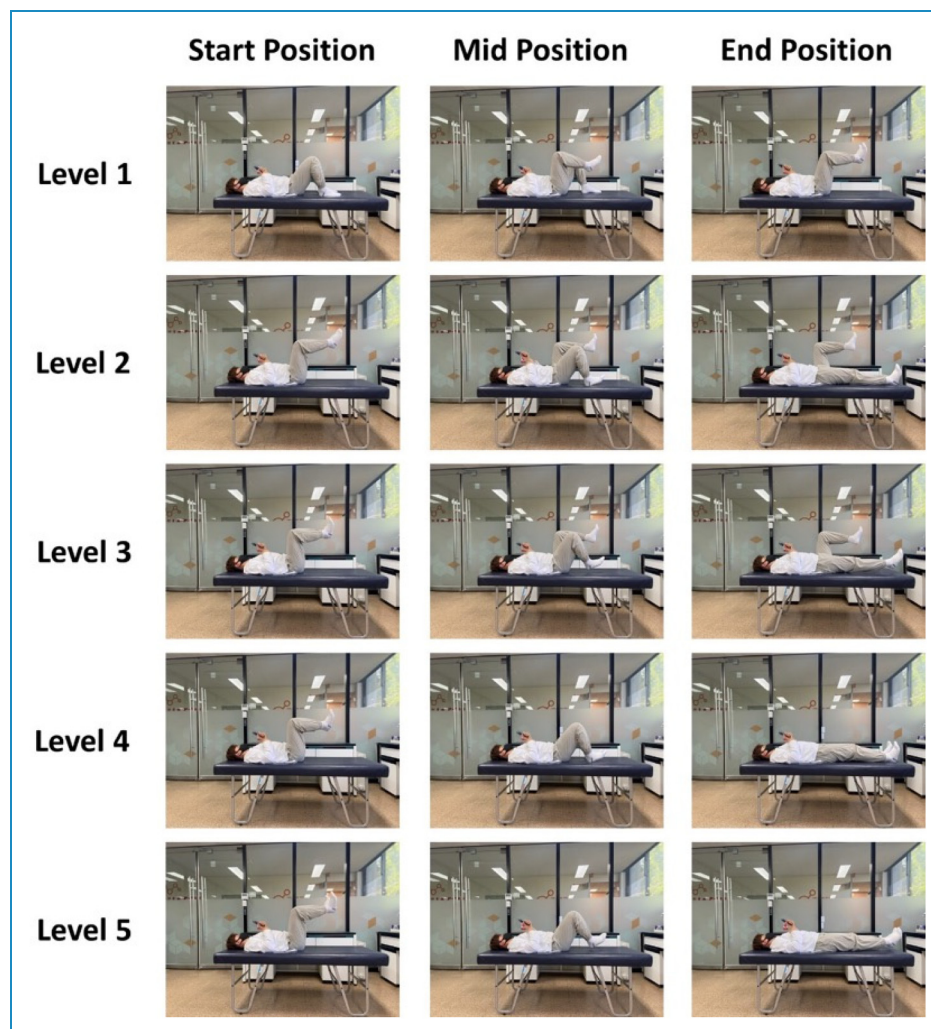 Start Position Mid Position End Position
Level 1
Level 2
Level 3
Level 4
Level 5